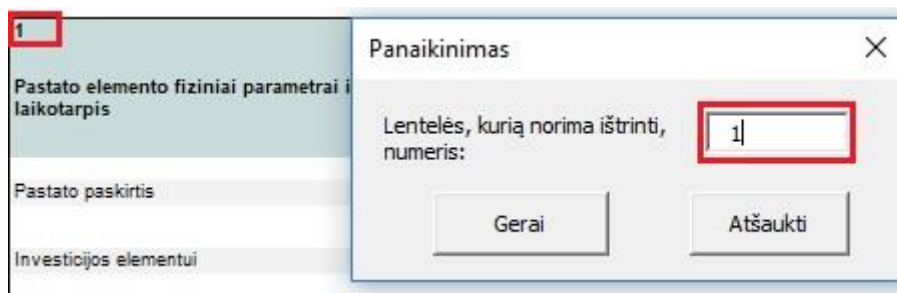 1
Pastato elemento fiziniai parametrai i
laikotarpis
Pastato paskirtis
Investicijos elementui
Panaikinimas
Lentelės, kurią norima ištrinti,
numeris:
1
Gerai
Atšaukti